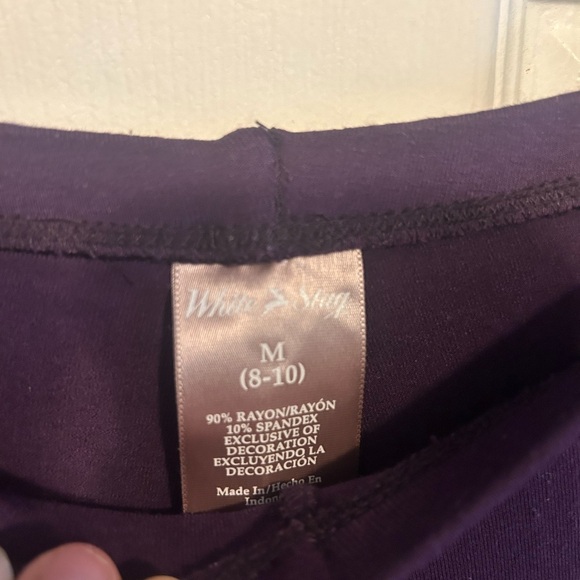 White Stag
M
(8-10)
90% RAYON/RAYÓN
10% SPANDEX
EXCLUSIVE OF
DECORATION
EXCLUYENDO LA
DECORACIÓN
Made In/Hecho En